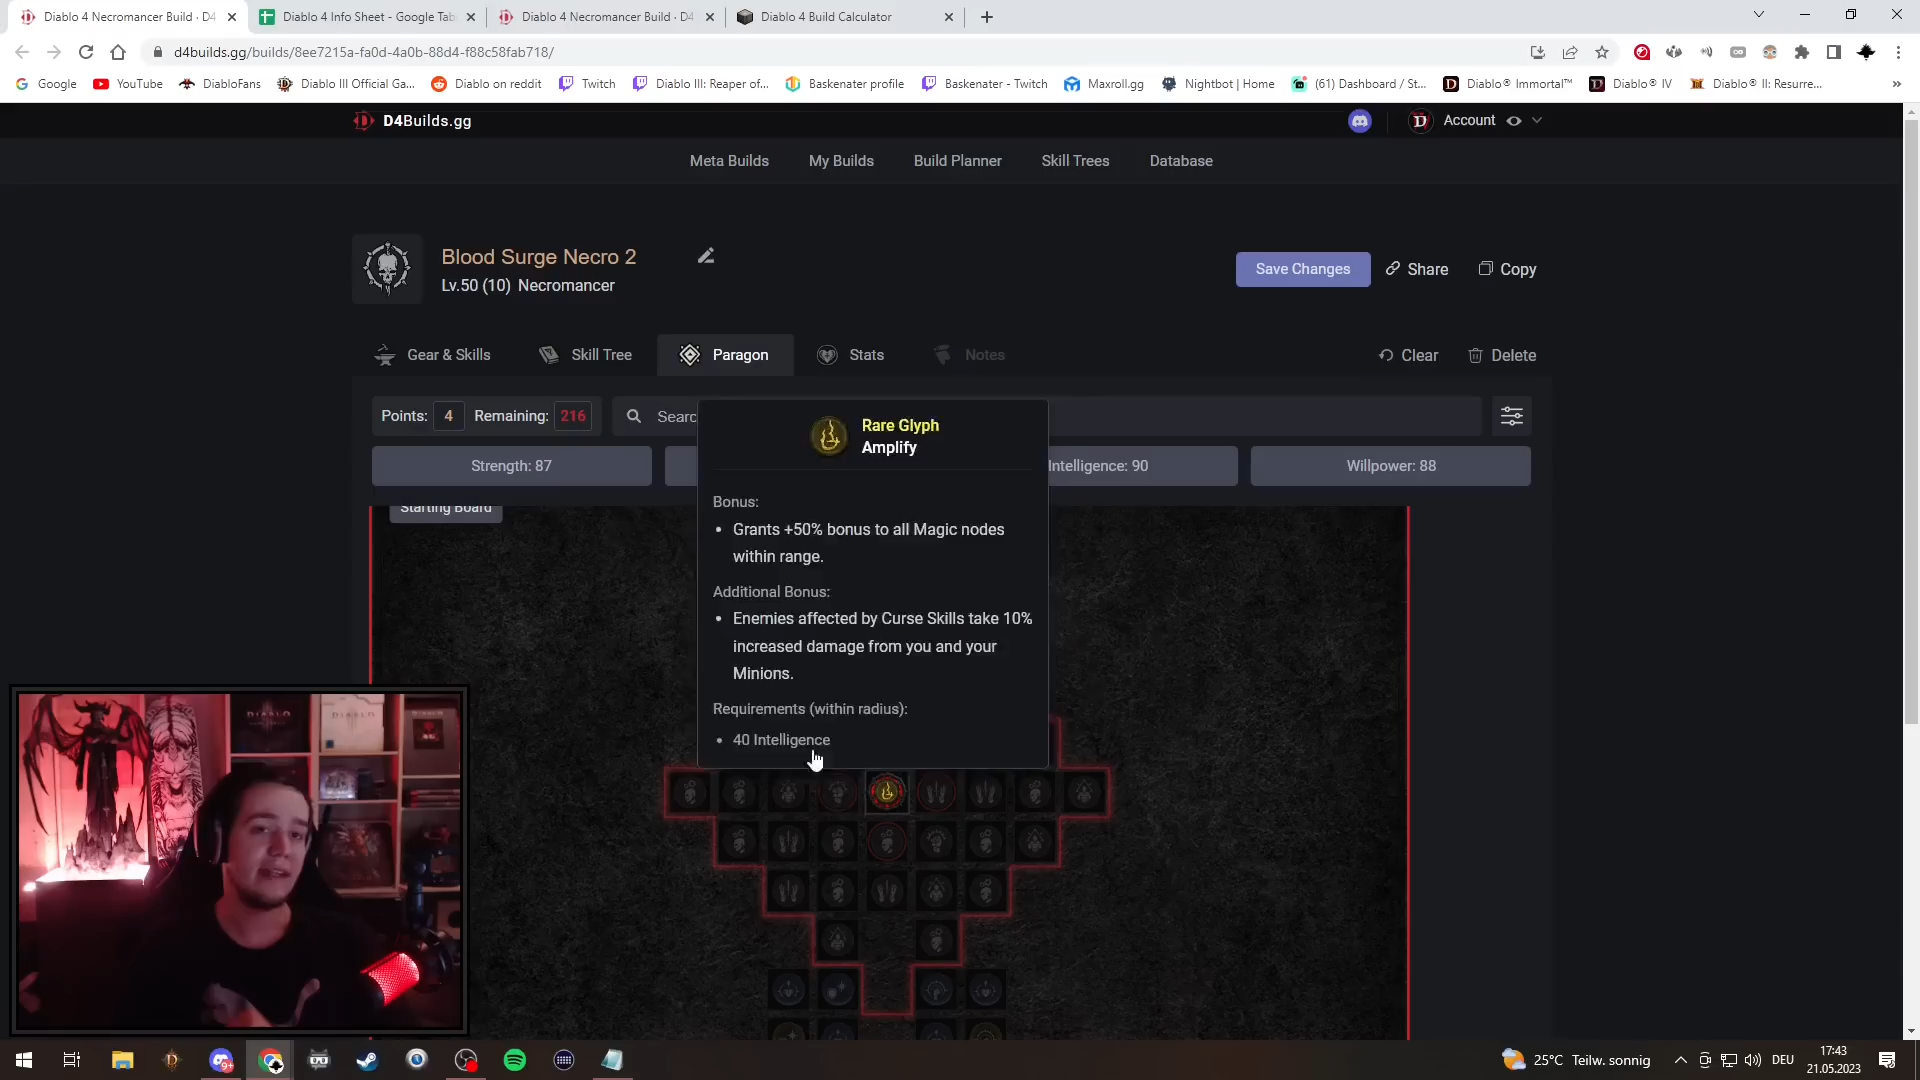 Diablo 4 Necromancer Build · D4
Diablo 4 Info Sheet - Google Tab
Diablo 4 Necromancer Build · D4
Diablo 4 Build Calculator
d4builds.gg/builds/8ee7215a-fa0d-4a0b-88d4-f88c58fab718/
Google
YouTube
DiabloFans
Diablo III Official Ga...
Diablo on reddit
Twitch
Diablo III: Reaper of...
Baskenater profile
Baskenater - Twitch
Maxroll.gg
Nightbot | Home
(61) Dashboard / St...
Diablo® Immortal™
Diablo® IV
Diablo® II: Resurre...
D4Builds.gg
Account
Meta Builds
My Builds
Build Planner
Skill Trees
Database
Blood Surge Necro 2
Lv.50 (10) Necromancer
Save Changes
Share
Copy
Gear & Skills
Skill Tree
Paragon
Stats
Notes
Clear
Delete
Points: 4 Remaining: 216
Searc
Rare Glyph
Amplify
Strength: 87
Intelligence: 90
Willpower: 88
Starting Board
Bonus:
• Grants +50% bonus to all Magic nodes
within range.
Additional Bonus:
• Enemies affected by Curse Skills take 10%
increased damage from you and your
Minions.
Requirements (within radius):
• 40 Intelligence
DIABLO
9+
25°C Teilw. sonnig
DEU
17:43
21.05.2023